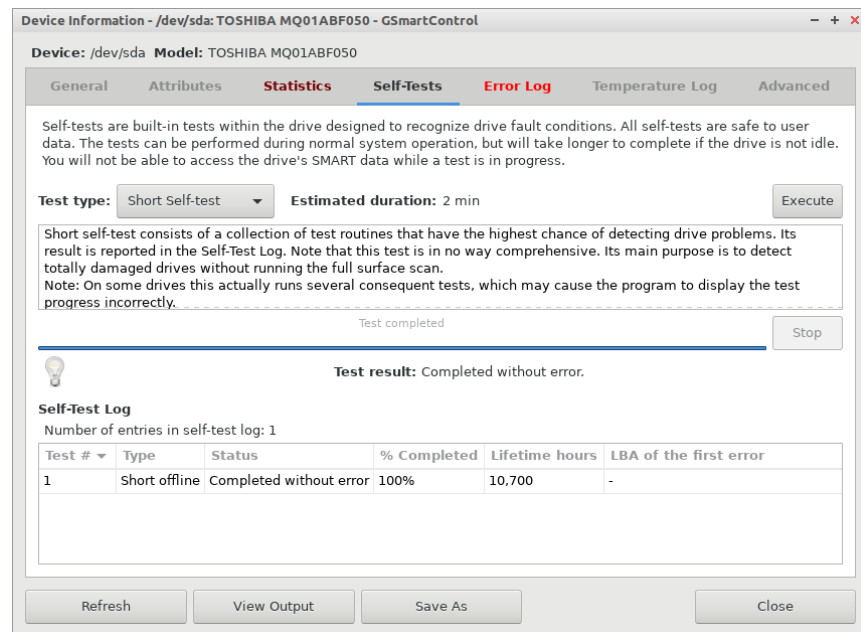 Device Information - /dev/sda: TOSHIBA MQ01ABF050 - GSmartControl
Device: /dev/sda Model: TOSHIBA MQ01ABF050
General Attributes Statistics Self-Tests Error Log Temperature Log Advanced
Self-tests are built-in tests within the drive designed to recognize drive fault conditions. All self-tests are safe to user
data. The tests can be performed during normal system operation, but will take longer to complete if the drive is not idle.
You will not be able to access the drive's SMART data while a test is in progress.
Test type: Short Self-test Estimated duration: 2 min Execute
Short self-test consists of a collection of test routines that have the highest chance of detecting drive problems. Its
result is reported in the Self-Test Log. Note that this test is in no way comprehensive. Its main purpose is to detect
totally damaged drives without running the full surface scan.
Note: On some drives this actually runs several consequent tests, which may cause the program to display the test
progress incorrectly.
Test completed
Stop
Test result: Completed without error.
Self-Test Log
Number of entries in self-test log: 1
Test # Type Status % Completed Lifetime hours LBA of the first error
1 Short offline Completed without error 100% 10,700 -
Refresh View Output Save As Close